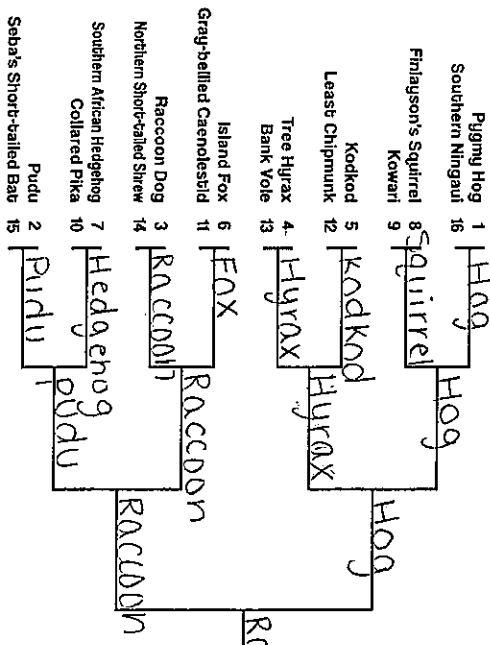 Pygmy Hog 1
Southern Ningaui 16
Finlayson's Squirrel 8
Kowari 9
Kodkod 5
Least Chipmunk 12
Tree Hyrax 4
Bank Vole 13
Island Fox 6
Gray-bellied Caenolestid 11
Raccoon Dog 3
Northern Short-tailed Shrew 14
Southern African Hedgehog 7
Collared Pika 10
Pudu 2
Seba's Short-tailed Bat 15
Hog
Squirrel
Kodkod
Hyrax
Fox
Raccoon
Hedgehog
Pudu
Hog
Hyrax
Raccoon
Pudu
Hog
Raccoon